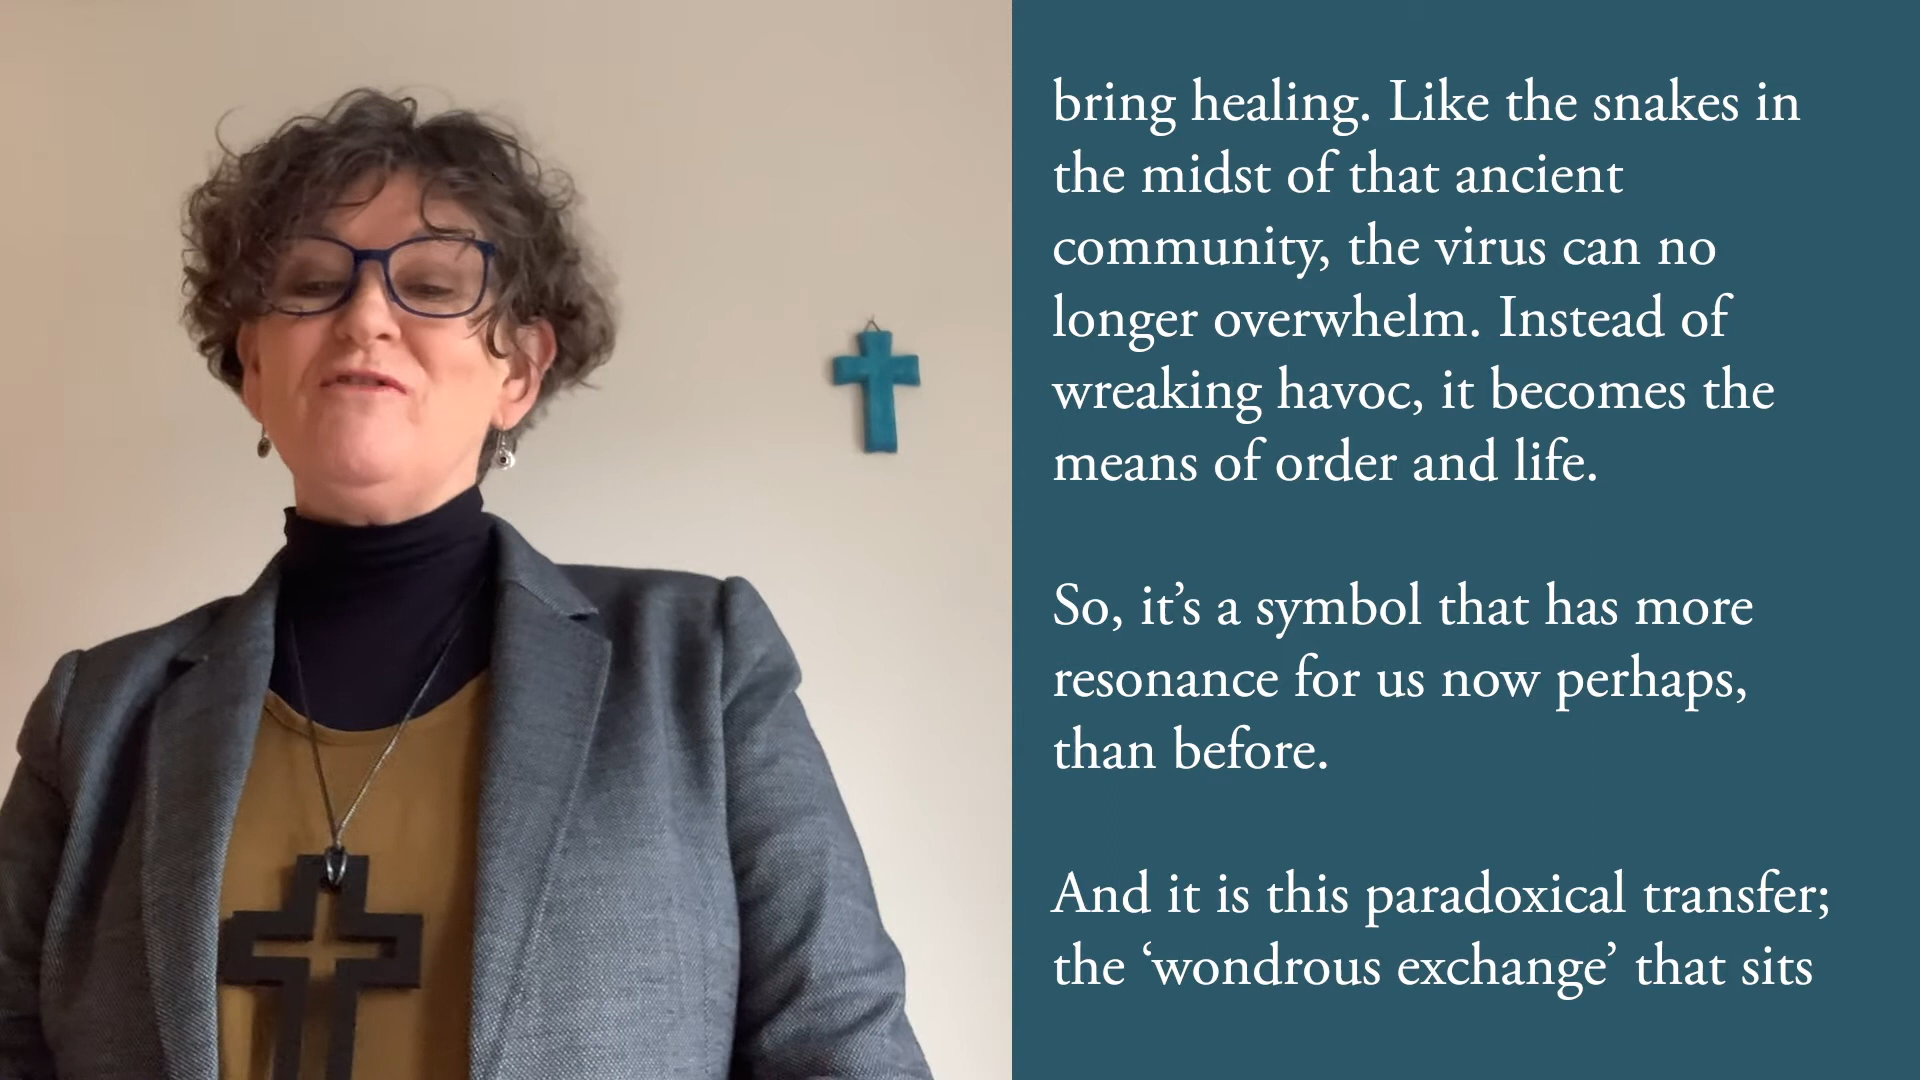 bring healing. Like the snakes in
the midst of that ancient
community, the virus can no
longer overwhelm. Instead of
wreaking havoc, it becomes the
means of order and life.
So, it’s a symbol that has more
resonance for us now perhaps,
than before.
And it is this paradoxical transfer;
the ‘wondrous exchange’ that sits